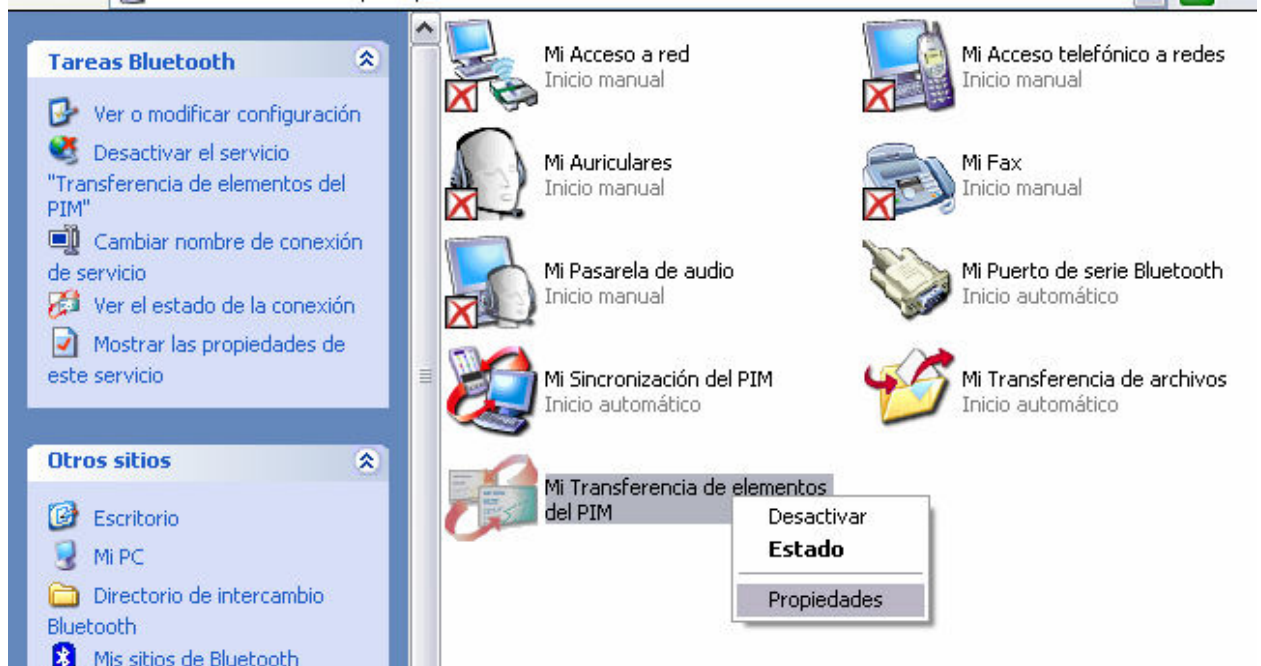 Tareas Bluetooth
Ver o modificar configuración
Desactivar el servicio
"Transferencia de elementos del
PIM"
Cambiar nombre de conexión
de servicio
Ver el estado de la conexión
Mostrar las propiedades de
este servicio
Otros sitios
Escritorio
Mi PC
Directorio de intercambio
Bluetooth
Mis sitios de Bluetooth
Mi Acceso a red
Inicio manual
Mi Acceso telefónico a redes
Inicio manual
Mi Auriculares
Inicio manual
Mi Fax
Inicio manual
Mi Pasarela de audio
Inicio manual
Mi Puerto de serie Bluetooth
Inicio automático
Mi Sincronización del PIM
Inicio automático
Mi Transferencia de archivos
Inicio automático
Mi Transferencia de elementos
del PIM
Desactivar
Estado
Propiedades